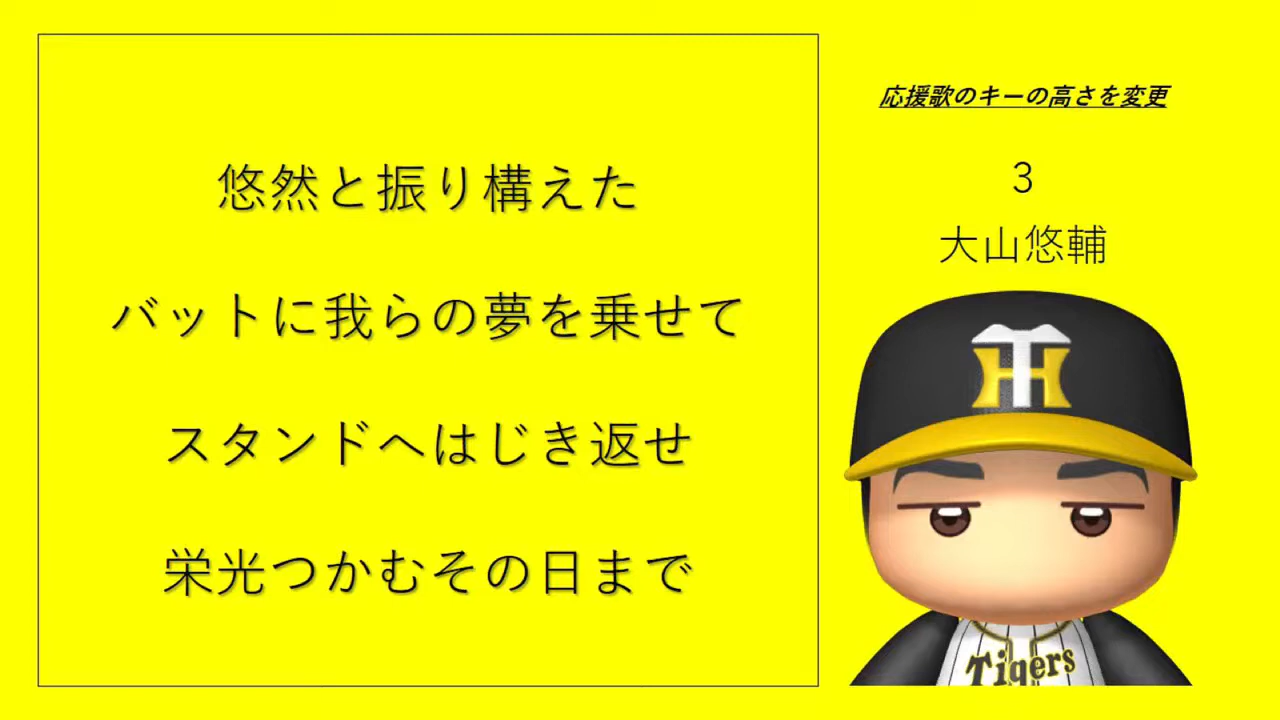 悠然と振り構えた
バットに我らの夢を乗せて
スタンドへはじき返せ
栄光つかむその日まで
応援歌のキーの高さを変更
3
大山悠輔
HT
Tigers